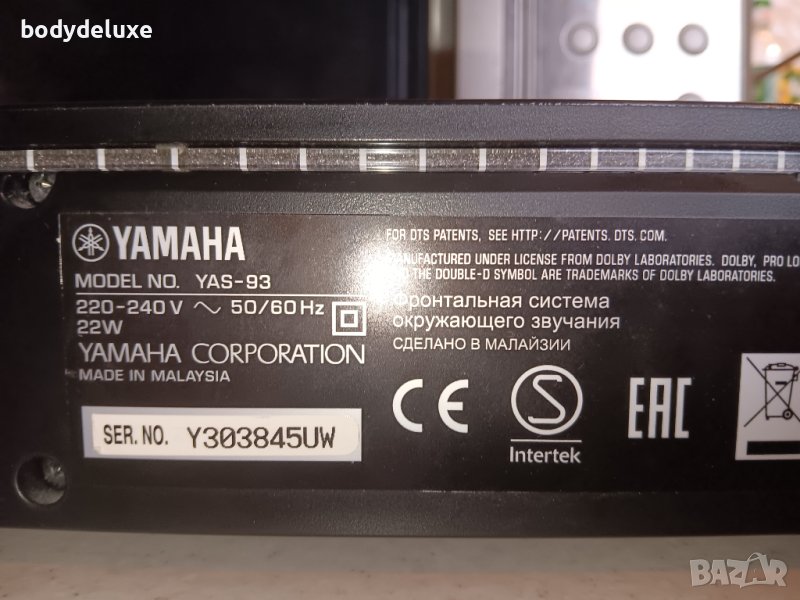 bodydeluxe
YAMAHA
MODEL NO. YAS-93
220-240 V ~ 50/60 Hz
22W
YAMAHA CORPORATION
MADE IN MALAYSIA
SER. NO. Y303845UW
FOR DTS PATENTS, SEE HTTP://PATENTS.DTS.COM.
MANUFACTURED UNDER LICENSE FROM DOLBY LABORATORIES. DOLBY, PRO LO
AND THE DOUBLE-D SYMBOL ARE TRADEMARKS OF DOLBY LABORATORIES.
Фронтальная система
окружающего звучания
СДЕЛАНО В МАЛАЙЗИИ
CE
S
Intertek
EAC
BAZAR